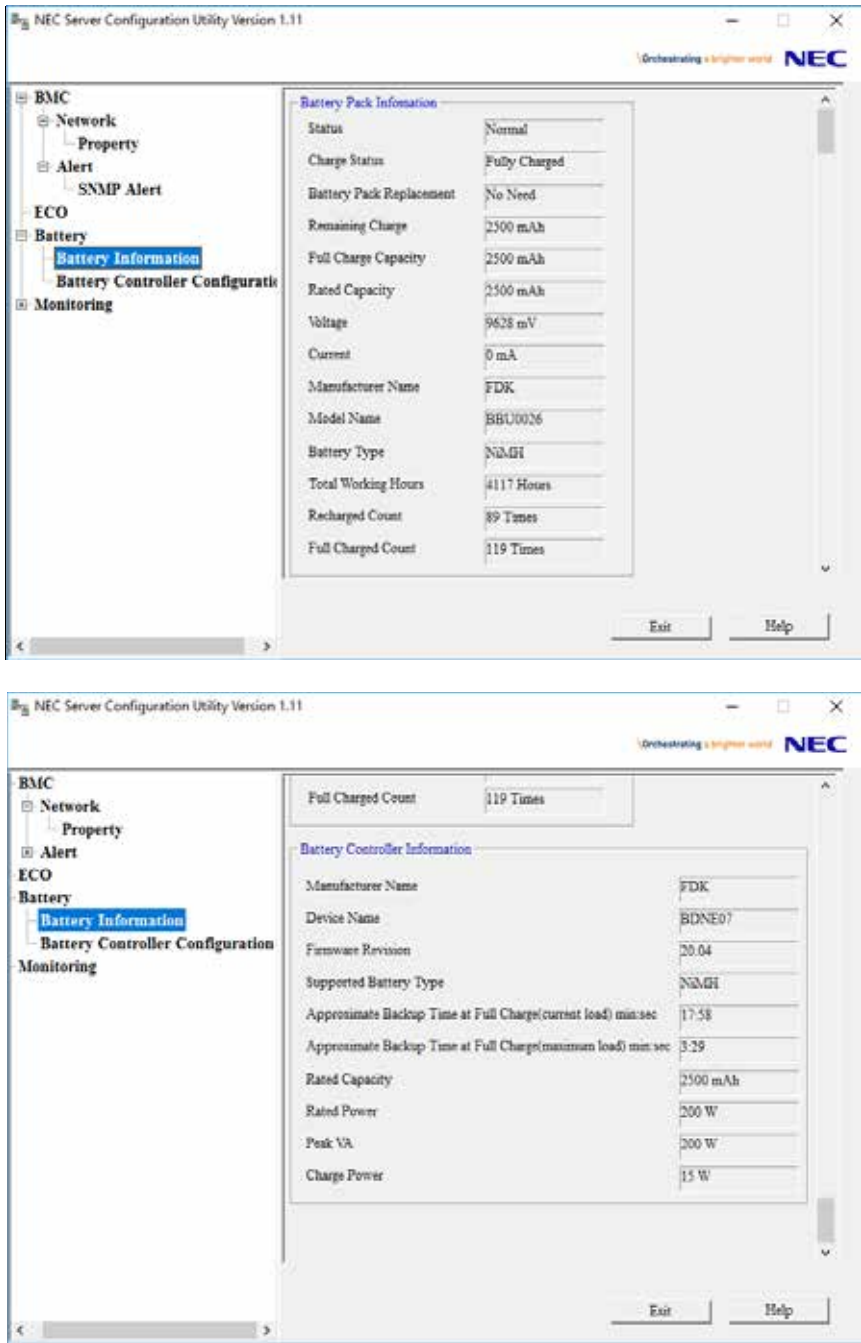 NEC Server Configuration Utility Version 1.11
\Orchestrating a brighter world NEC
BMC
Network
Property
Alert
SNMP Alert
ECO
Battery
Battery Information
Battery Controller Configuratic
Monitoring
Battery Pack Infomation
Status Normal
Charge Status Fully Charged
Battery Pack Replacement No Need
Remaining Charge 2500 mAh
Full Charge Capacity 2500 mAh
Rated Capacity 2500 mAh
Voltage 9628 mV
Current 0 mA
Manufacturer Name FDK
Model Name BBU0026
Battery Type NiMH
Total Working Hours 4117 Hours
Recharged Count 89 Times
Full Charged Count 119 Times
Exit Help
NEC Server Configuration Utility Version 1.11
\Orchestrating a brighter world NEC
BMC
Network
Property
Alert
ECO
Battery
Battery Information
Battery Controller Configuration
Monitoring
Full Charged Count 119 Times
Battery Controller Information
Manufacturer Name FDK
Device Name BDNE07
Firmware Revision 20.04
Supported Battery Type NiMH
Approximate Backup Time at Full Charge(current load) min:sec 17:58
Approximate Backup Time at Full Charge(maximum load) min:sec 3:29
Rated Capacity 2500 mAh
Rated Power 200 W
Peak VA 200 W
Charge Power 15 W
Exit Help